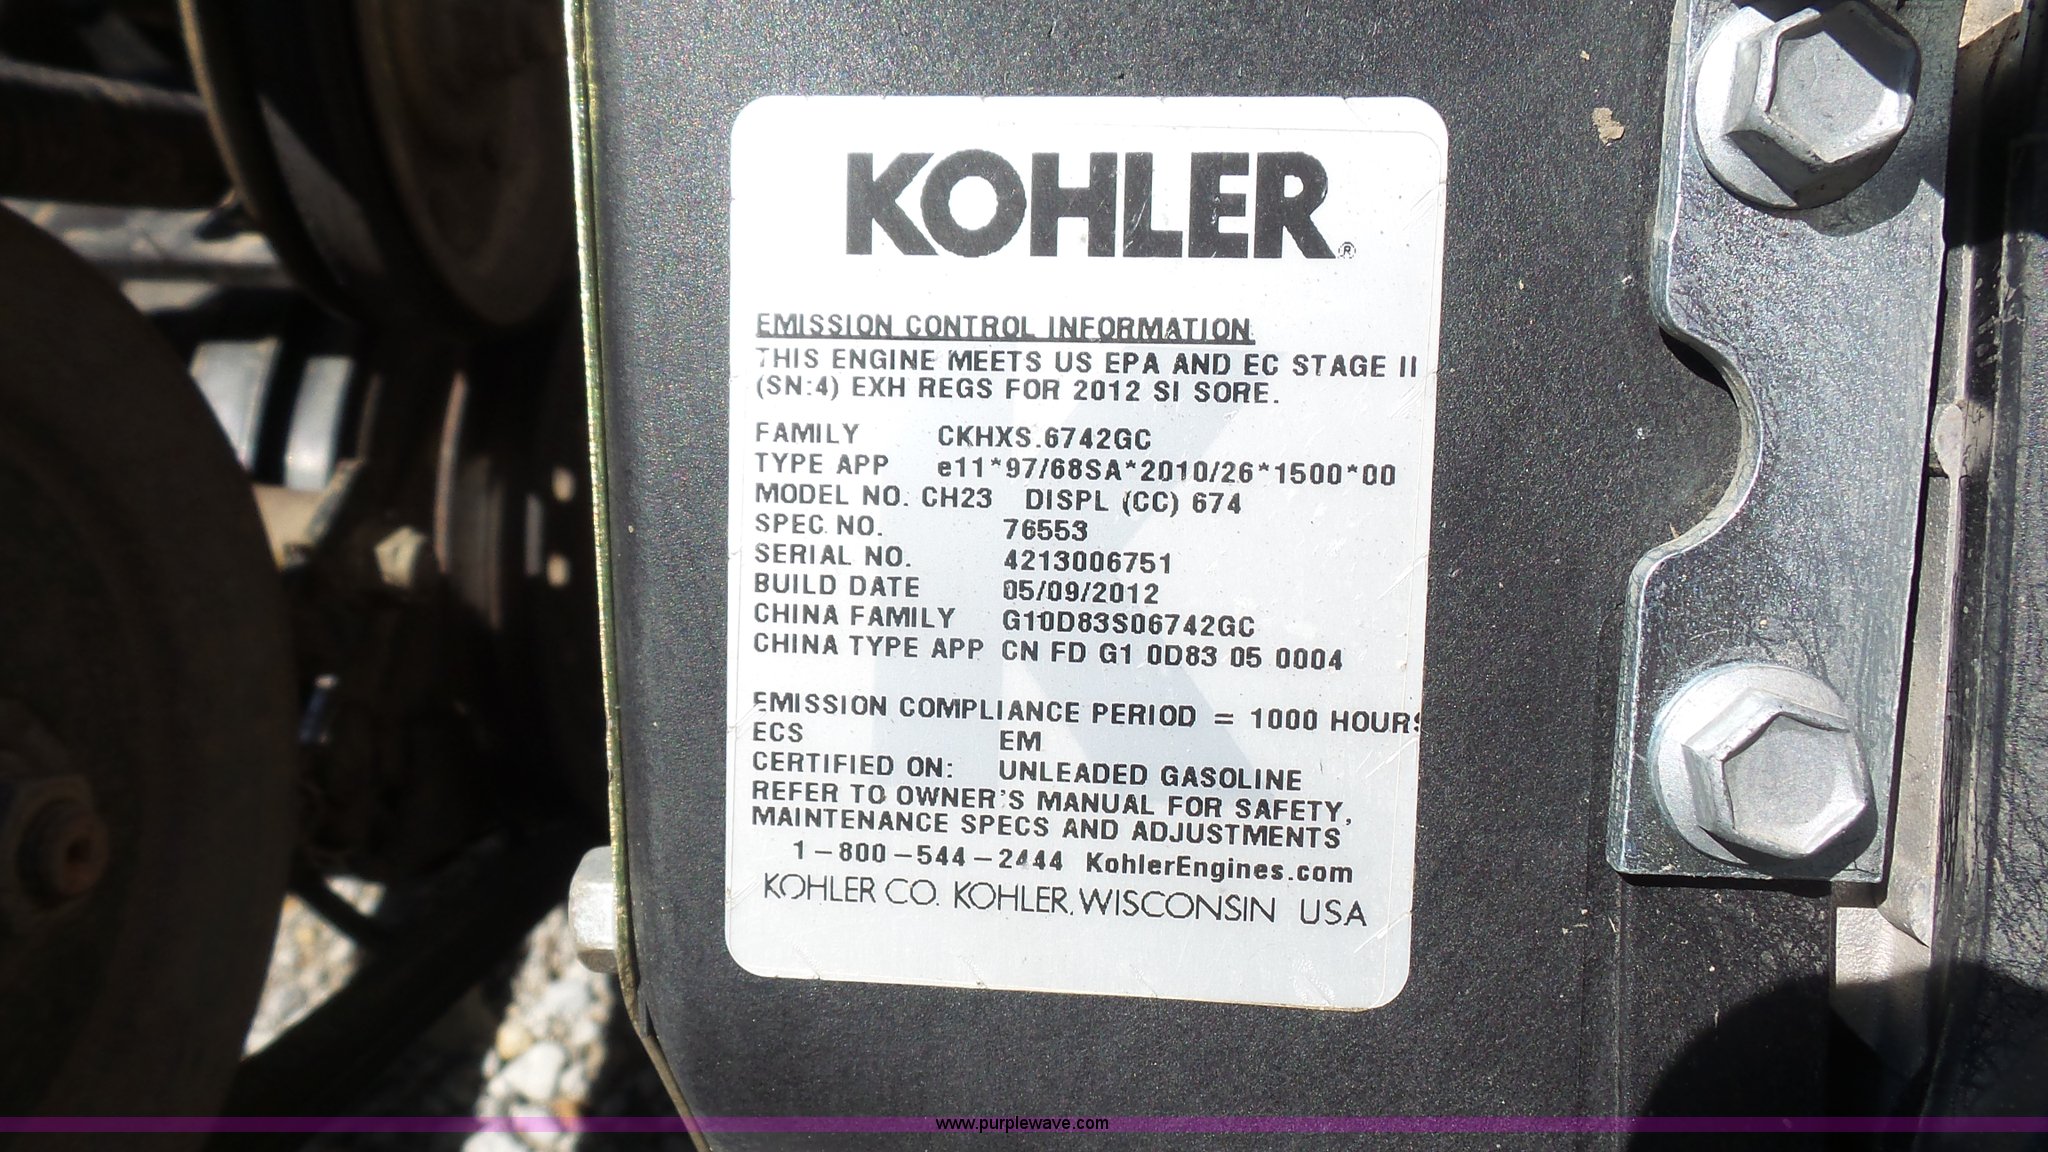 KOHLER®
EMISSION CONTROL INFORMATION
THIS ENGINE MEETS US EPA AND EC STAGE II
(SN:4) EXH REGS FOR 2012 SI SORE.
FAMILY CKHXS.6742GC
TYPE APP e11*97/68SA*2010/26*1500*00
MODEL NO. CH23 DISPL (CC) 674
SPEC. NO. 76553
SERIAL NO. 4213006751
BUILD DATE 05/09/2012
CHINA FAMILY G10D83S06742GC
CHINA TYPE APP CN FD G1 0D83 05 0004
EMISSION COMPLIANCE PERIOD = 1000 HOURS
ECS EM
CERTIFIED ON: UNLEADED GASOLINE
REFER TO OWNER'S MANUAL FOR SAFETY,
MAINTENANCE SPECS AND ADJUSTMENTS
1-800-544-2444 KohlerEngines.com
KOHLER CO. KOHLER, WISCONSIN USA
www.purplewave.com